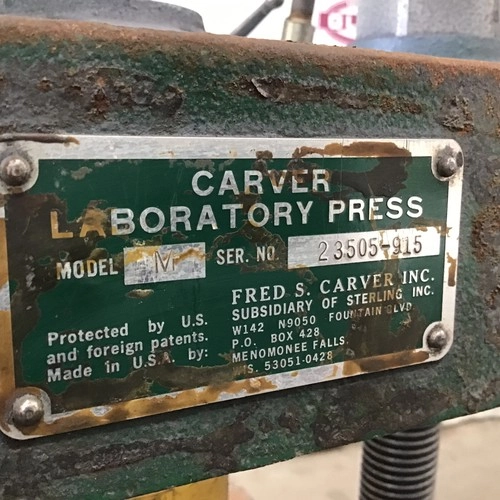 CARVER
LABORATORY PRESS
MODEL M SER. NO. 23505-915
FRED S. CARVER INC.
SUBSIDIARY OF STERLING INC.
W142 N9050 FOUNTAIN BLVD
P.O. BOX 428
MENOMONEE FALLS,
WIS. 53051-0428
Protected by U.S.
and foreign patents.
Made in U.S.A. by: